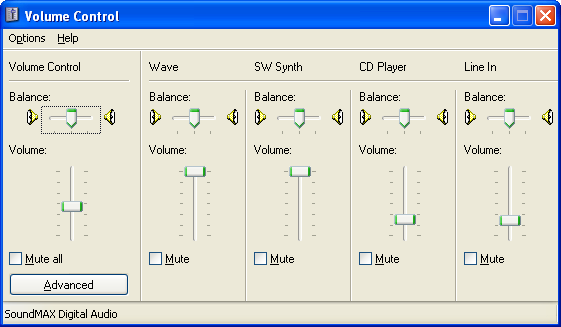 Volume Control
Options Help
Volume Control
Balance:
Volume:
Mute all
Advanced
Wave
Balance:
Volume:
Mute
SW Synth
Balance:
Volume:
Mute
CD Player
Balance:
Volume:
Mute
Line In
Balance:
Volume:
Mute
SoundMAX Digital Audio